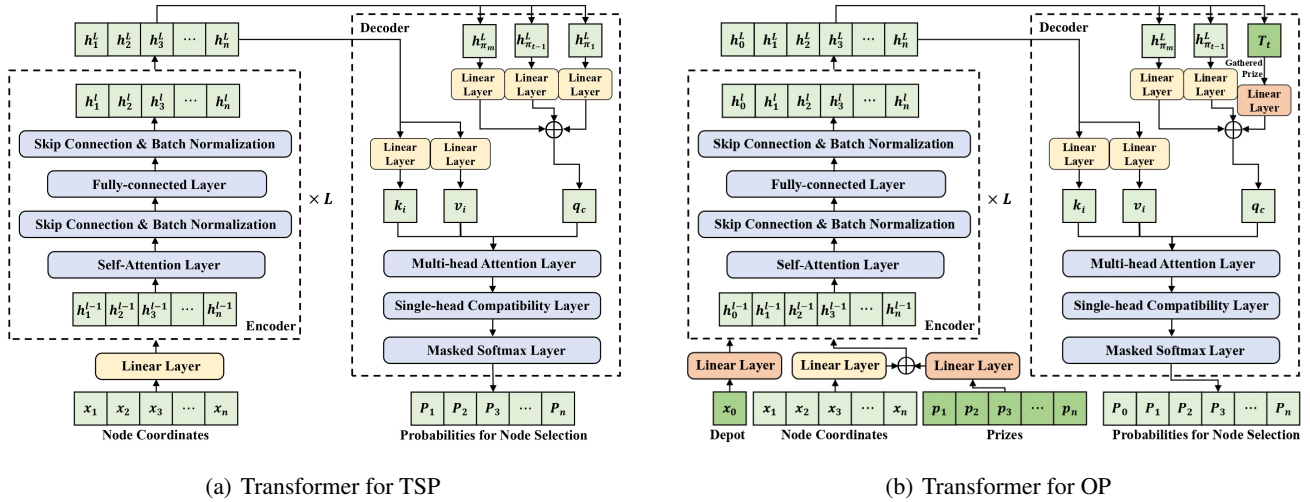 h_1^L h_2^L h_3^L ⋯ h_n^L
Decoder
h_{π_m}^L h_{π_{t-1}}^L h_{π_1}^L
Linear Layer
Linear Layer
Linear Layer
h_1^l h_2^l h_3^l ⋯ h_n^l
Skip Connection & Batch Normalization
Fully-connected Layer
Skip Connection & Batch Normalization
Self-Attention Layer
h_1^{l-1} h_2^{l-1} h_3^{l-1} ⋯ h_n^{l-1}
Encoder
× L
Linear Layer
x_1 x_2 x_3 ⋯ x_n
Node Coordinates
Linear Layer
Linear Layer
k_i v_i q_c
Multi-head Attention Layer
Single-head Compatibility Layer
Masked Softmax Layer
P_1 P_2 P_3 ⋯ P_n
Probabilities for Node Selection
(a) Transformer for TSP
h_0^L h_1^L h_2^L h_3^L ⋯ h_n^L
Decoder
h_{π_m}^L h_{π_{t-1}}^L T_t
Gathered
Prize
Linear Layer
Linear Layer
Linear Layer
h_0^l h_1^l h_2^l h_3^l ⋯ h_n^l
Skip Connection & Batch Normalization
Fully-connected Layer
Skip Connection & Batch Normalization
Self-Attention Layer
h_0^{l-1} h_1^{l-1} h_2^{l-1} h_3^{l-1} ⋯ h_n^{l-1}
Encoder
× L
Linear Layer
Linear Layer
Linear Layer
x_0
x_1 x_2 x_3 ⋯ x_n
p_1 p_2 p_3 ⋯ p_n
Depot
Node Coordinates
Prizes
Linear Layer
Linear Layer
k_i v_i q_c
Multi-head Attention Layer
Single-head Compatibility Layer
Masked Softmax Layer
P_0 P_1 P_2 P_3 ⋯ P_n
Probabilities for Node Selection
(b) Transformer for OP